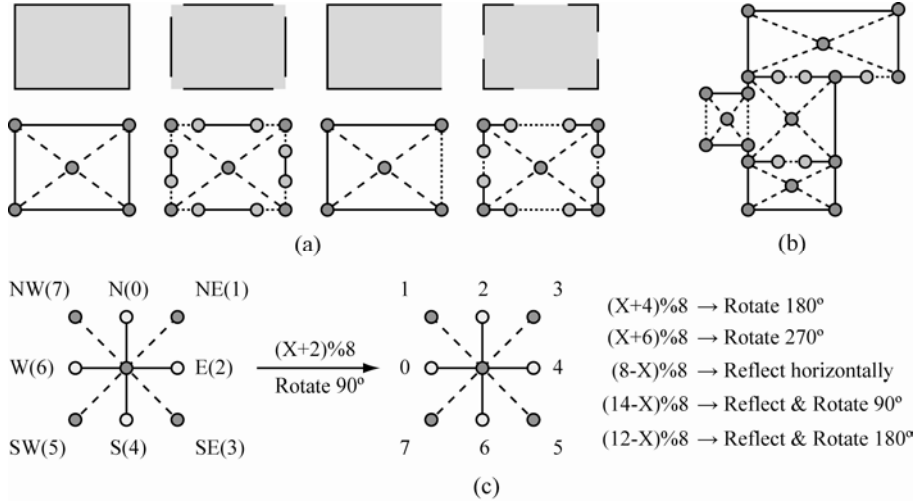 (a)
(b)
NW(7) N(0) NE(1)
W(6) E(2)
SW(5) S(4) SE(3)
(X+2)%8
Rotate 90º
1 2 3
0 4
7 6 5
(X+4)%8 → Rotate 180º
(X+6)%8 → Rotate 270º
(8-X)%8 → Reflect horizontally
(14-X)%8 → Reflect & Rotate 90º
(12-X)%8 → Reflect & Rotate 180º
(c)